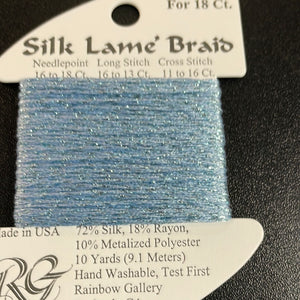 For 18 Ct.
Silk Lamé Braid
Needlepoint Long Stitch Cross Stitch
16 to 18 Ct. 16 to 13 Ct. 11 to 16 Ct.
Made in USA
72% Silk, 18% Rayon,
10% Metalized Polyester
10 Yards (9.1 Meters)
Hand Washable, Test First
Rainbow Gallery
RG